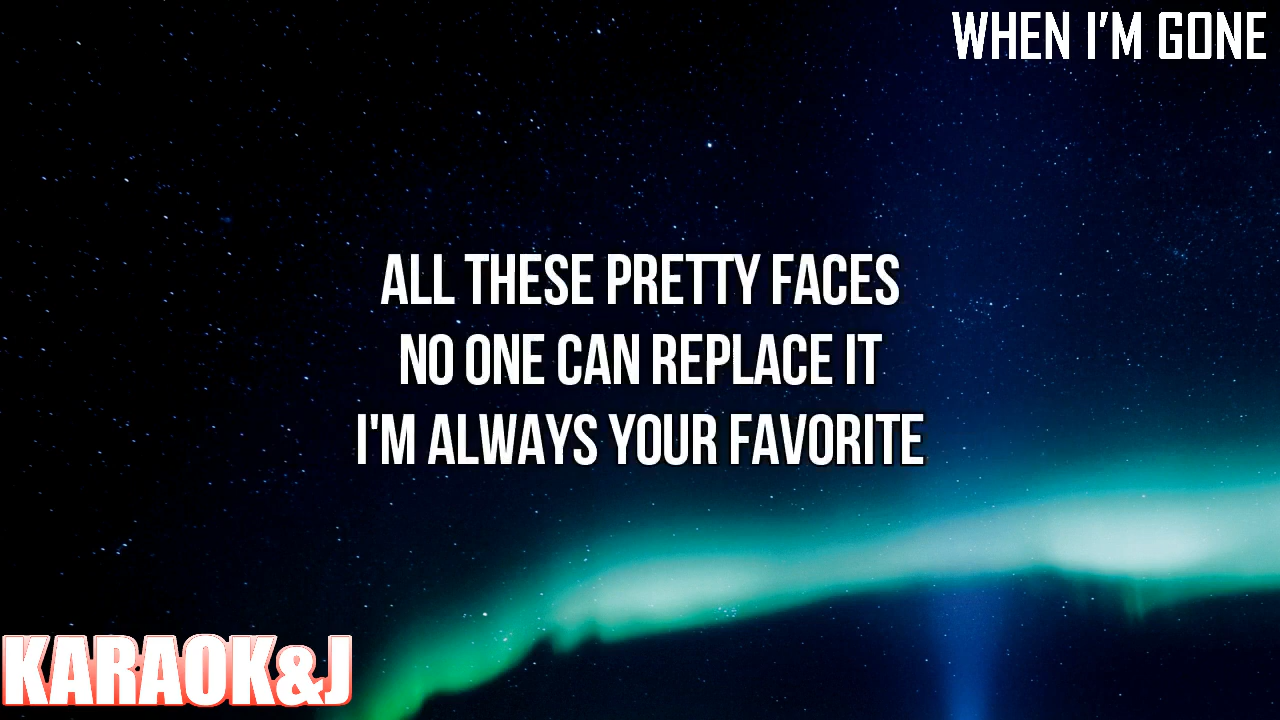 WHEN I'M GONE
ALL THESE PRETTY FACES
NO ONE CAN REPLACE IT
I'M ALWAYS YOUR FAVORITE
KARAOK&J